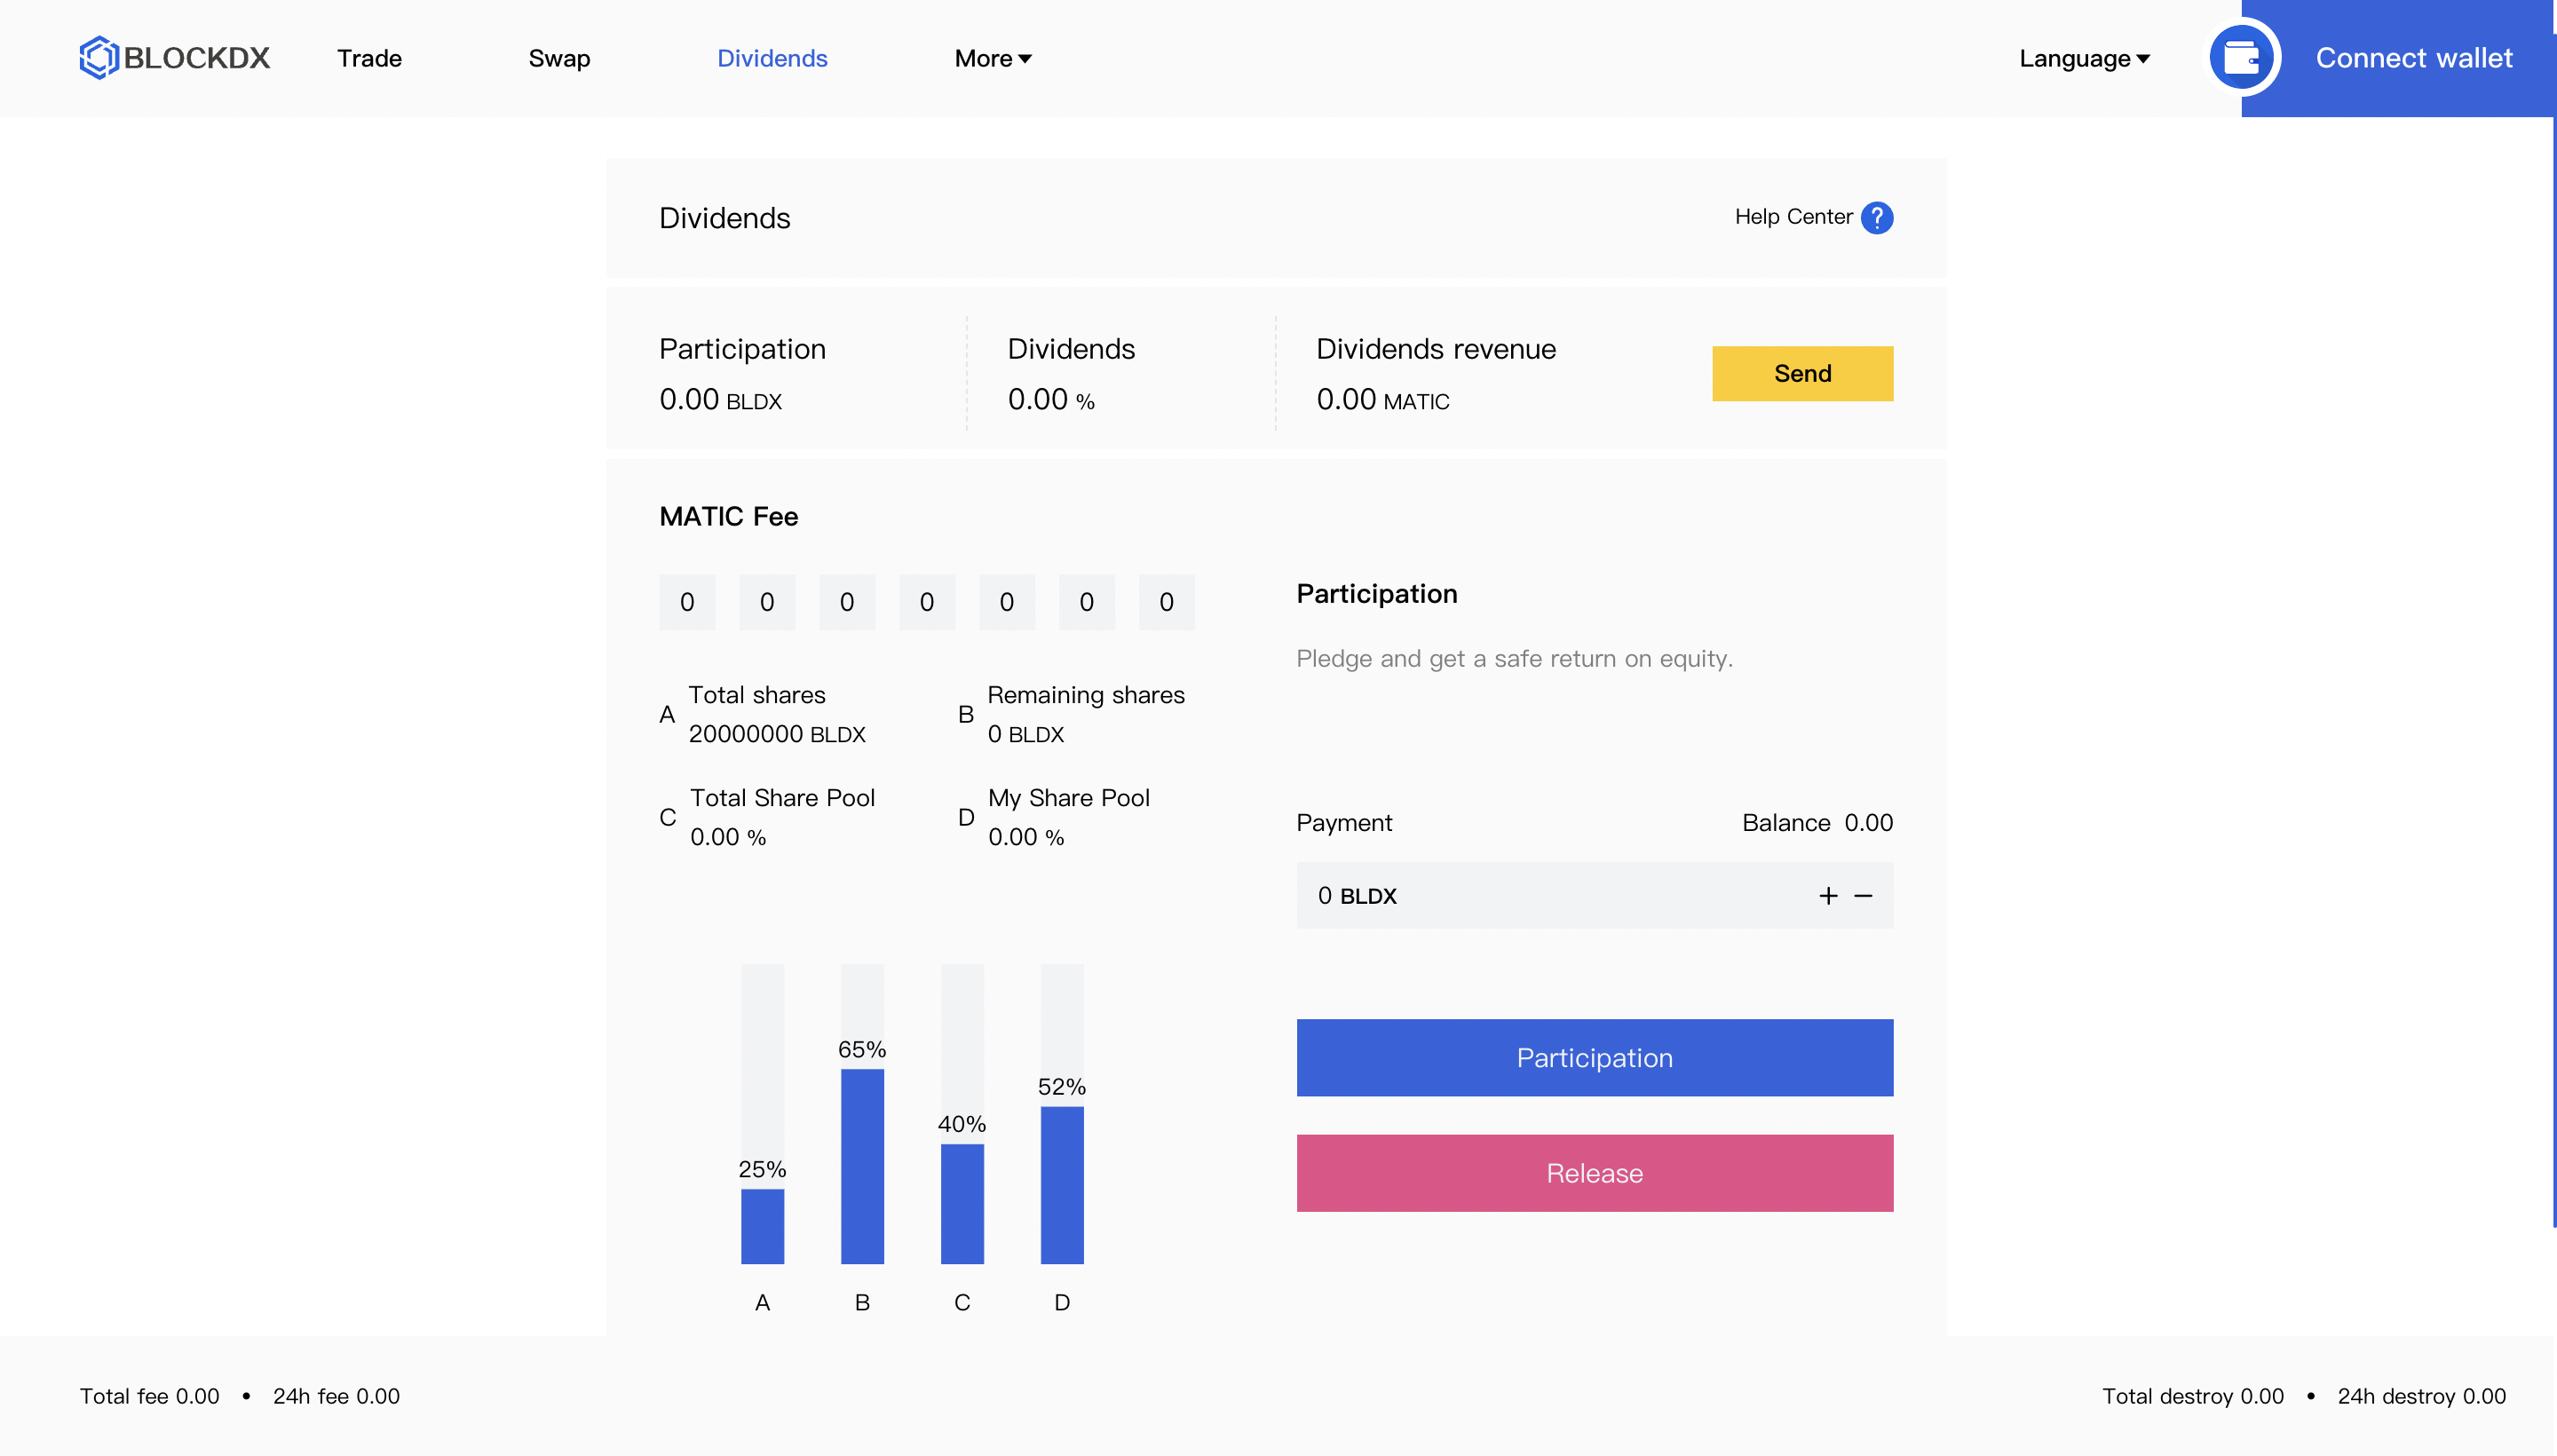 BLOCKDX Trade Swap Dividends More Language Connect wallet
Dividends Help Center ?
Participation Dividends Dividends revenue Send
0.00 BLDX 0.00 % 0.00 MATIC
MATIC Fee
0 0 0 0 0 0 0
A Total shares
20000000 BLDX
B Remaining shares
0 BLDX
C Total Share Pool
0.00 %
D My Share Pool
0.00 %
65%
52%
40%
25%
A B C D
Participation
Pledge and get a safe return on equity.
Payment Balance 0.00
0 BLDX + −
Participation
Release
Total fee 0.00 • 24h fee 0.00 Total destroy 0.00 • 24h destroy 0.00